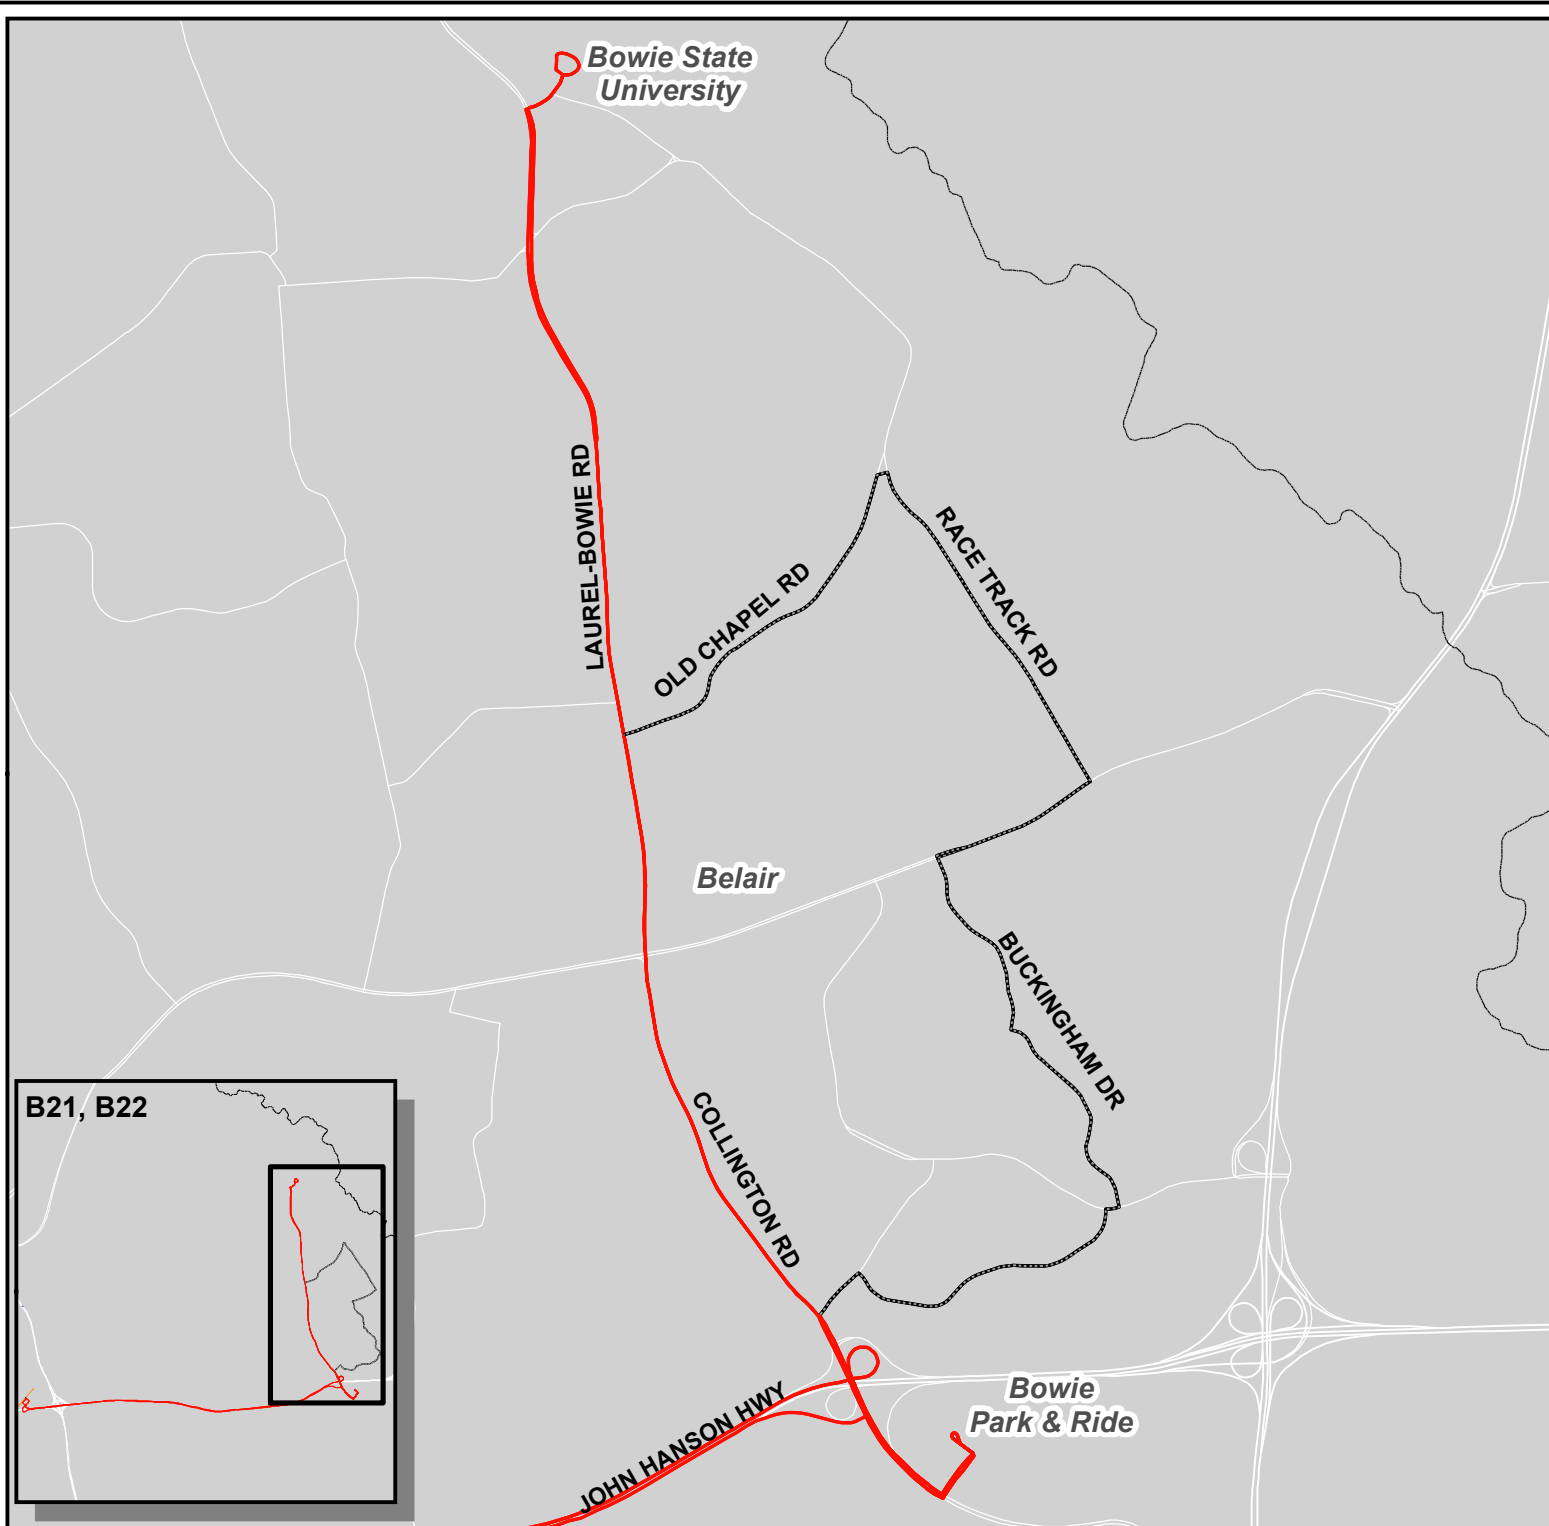 Bowie State
University
LAUREL-BOWIE RD
OLD CHAPEL RD
RACE TRACK RD
Belair
BUCKINGHAM DR
B21, B22
COLLINGTON RD
JOHN HANSON HWY
Bowie
Park & Ride